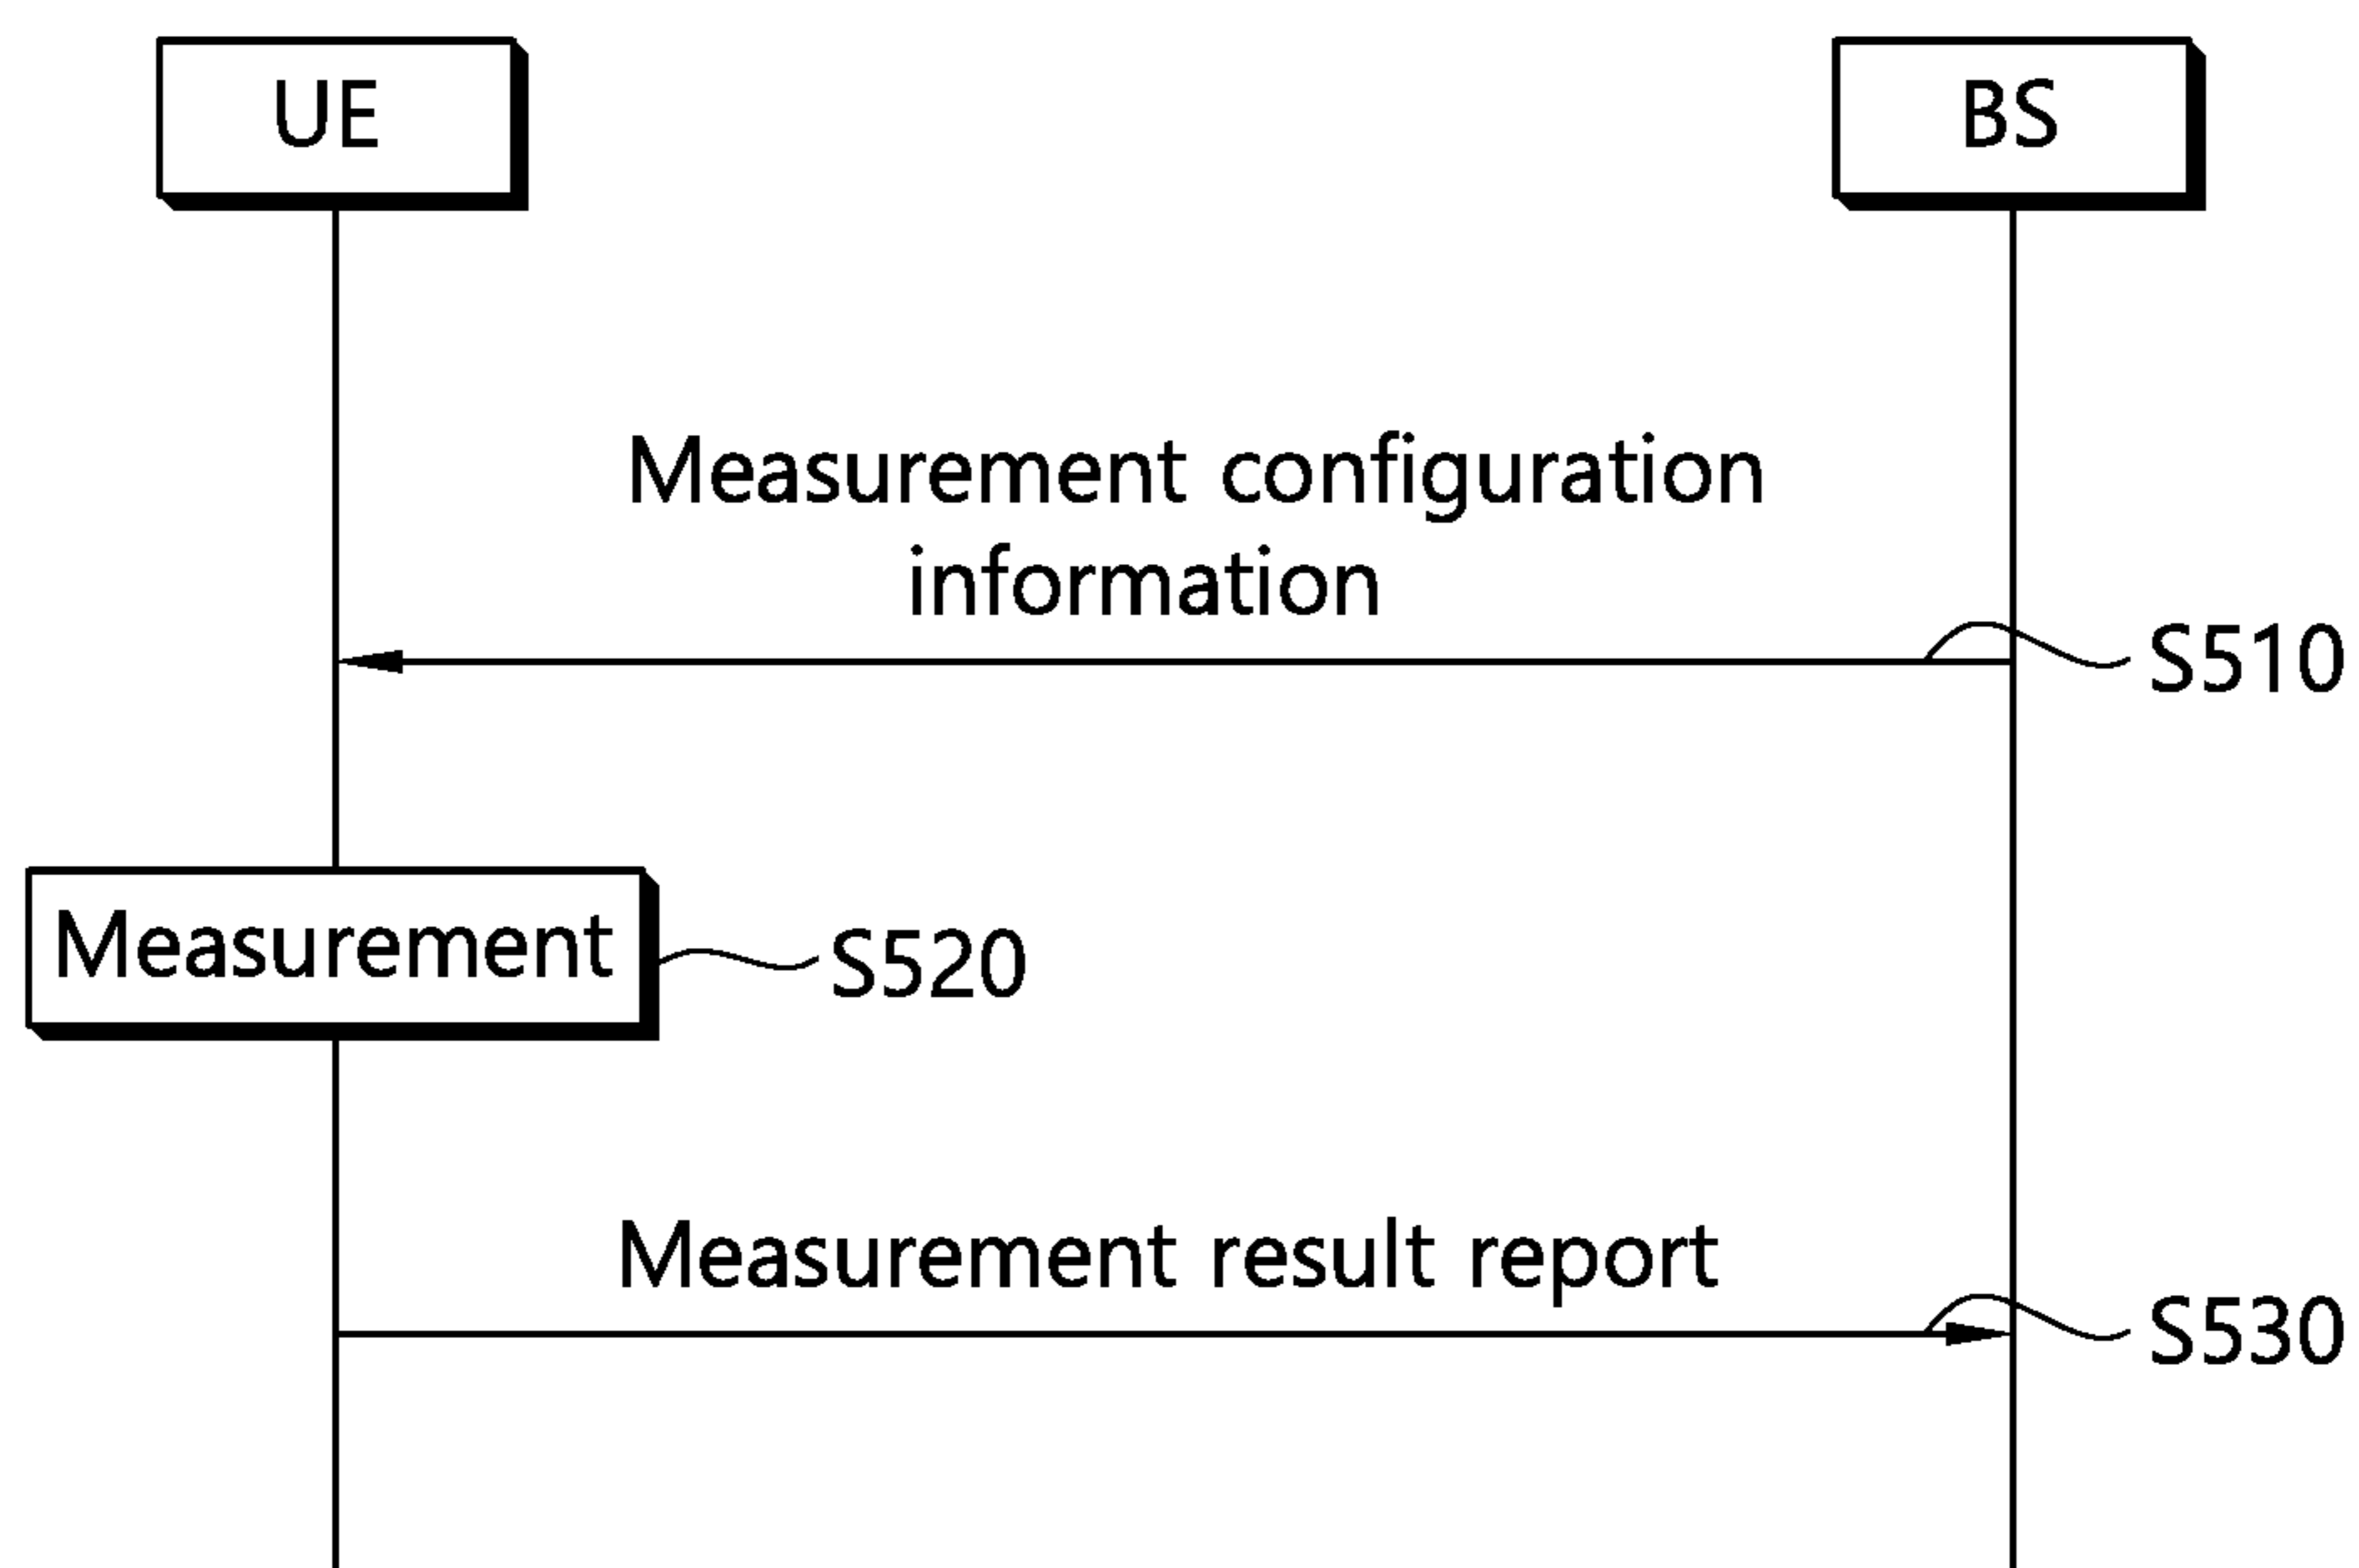 UE
BS
Measurement configuration
information
S510
Measurement
S520
Measurement result report
S530